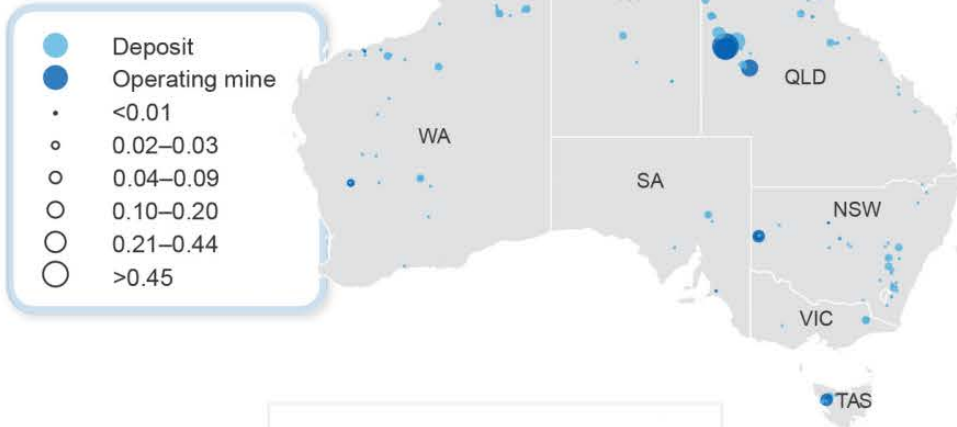 Deposit
Operating mine
<0.01
0.02–0.03
0.04–0.09
0.10–0.20
0.21–0.44
>0.45
QLD
WA
SA
NSW
VIC
TAS